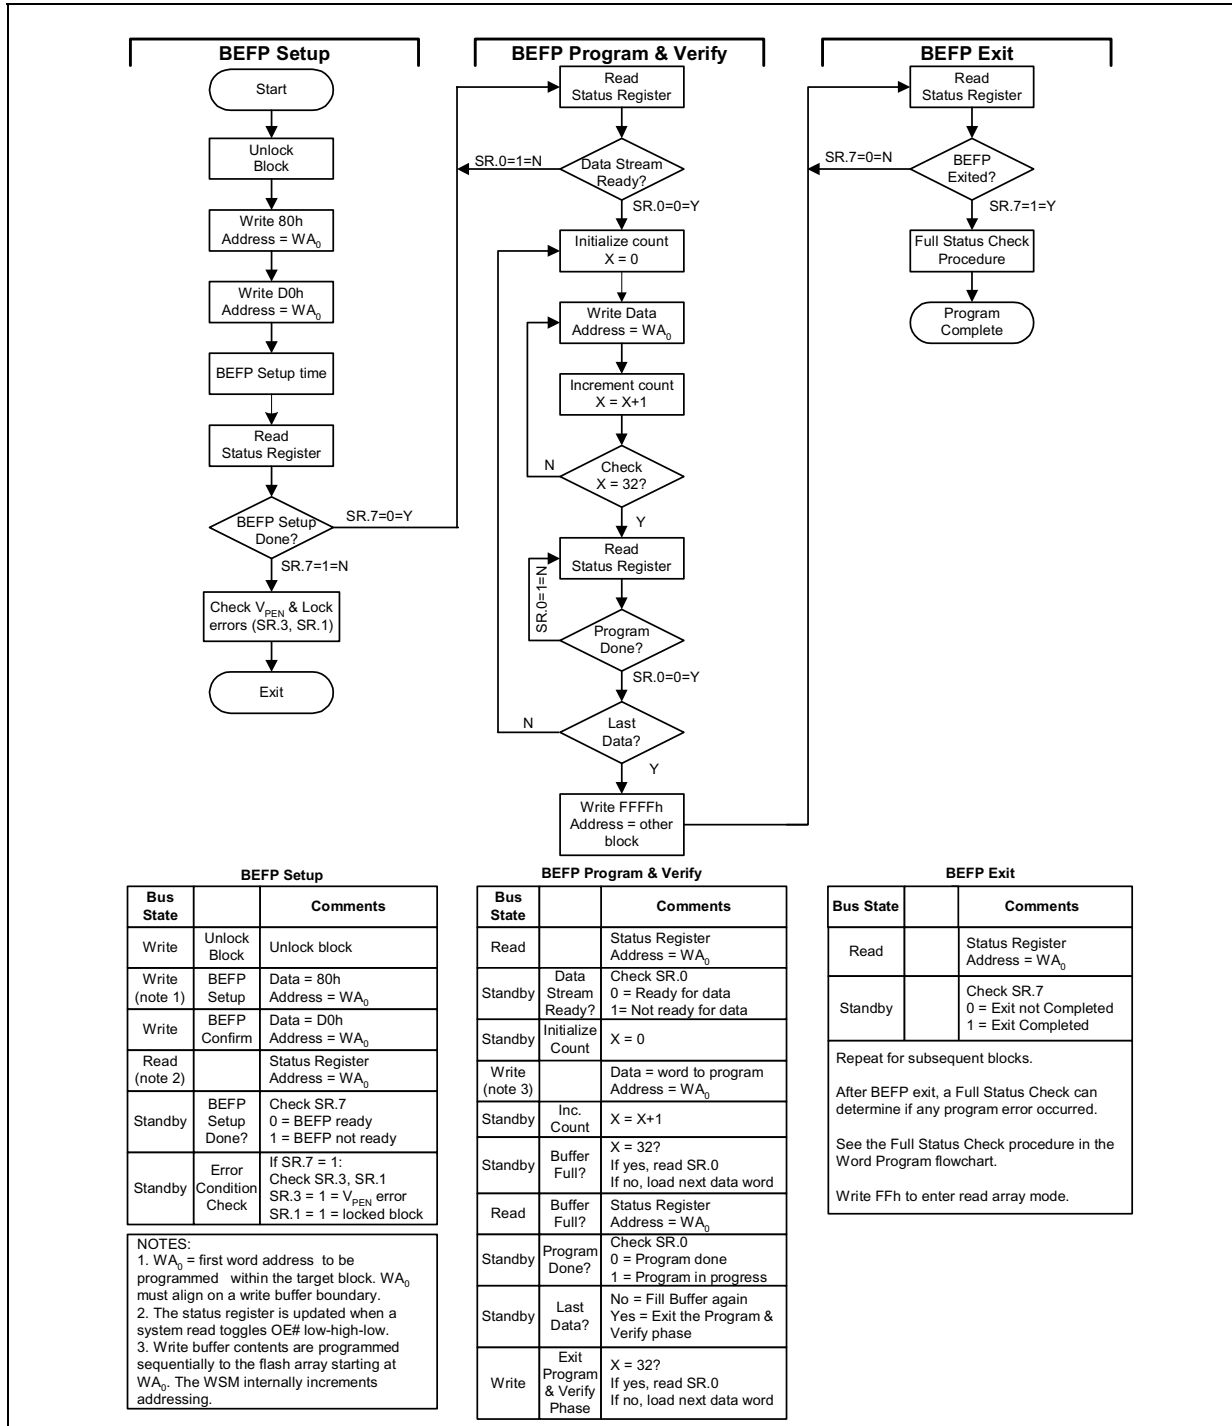 BEFP Setup
Start
Unlock
Block
Write 80h
Address = WA₀
Write D0h
Address = WA₀
BEFP Setup time
Read
Status Register
BEFP Setup
Done?
SR.7=0=Y
SR.7=1=N
Check VPEN & Lock
errors (SR.3, SR.1)
Exit
BEFP Program & Verify
Read
Status Register
Data Stream
Ready?
SR.0=1=N
SR.0=0=Y
Initialize count
X = 0
Write Data
Address = WA₀
Increment count
X = X+1
Check
X = 32?
N
Y
Read
Status Register
SR.0=1=N
Program
Done?
SR.0=0=Y
Last
Data?
N
Y
Write FFFFh
Address = other
block
BEFP Exit
Read
Status Register
BEFP
Exited?
SR.7=0=N
SR.7=1=Y
Full Status Check
Procedure
Program
Complete
BEFP Setup
Bus
State
Comments
Write
Unlock
Block
Unlock block
Write
(note 1)
BEFP
Setup
Data = 80h
Address = WA₀
Write
BEFP
Confirm
Data = D0h
Address = WA₀
Read
(note 2)
Status Register
Address = WA₀
Standby
BEFP
Setup
Done?
Check SR.7
0 = BEFP ready
1 = BEFP not ready
Standby
Error
Condition
Check
If SR.7 = 1:
Check SR.3, SR.1
SR.3 = 1 = VPEN error
SR.1 = 1 = locked block
NOTES:
1. WA₀ = first word address to be
programmed within the target block. WA₀
must align on a write buffer boundary.
2. The status register is updated when a
system read toggles OE# low-high-low.
3. Write buffer contents are programmed
sequentially to the flash array starting at
WA₀. The WSM internally increments
addressing.
BEFP Program & Verify
Bus
State
Comments
Read
Status Register
Address = WA₀
Standby
Data
Stream
Ready?
Check SR.0
0 = Ready for data
1= Not ready for data
Standby
Initialize
Count
X = 0
Write
(note 3)
Data = word to program
Address = WA₀
Standby
Inc.
Count
X = X+1
Standby
Buffer
Full?
X = 32?
If yes, read SR.0
If no, load next data word
Read
Buffer
Full?
Status Register
Address = WA₀
Standby
Program
Done?
Check SR.0
0 = Program done
1 = Program in progress
Standby
Last
Data?
No = Fill Buffer again
Yes = Exit the Program &
Verify phase
Write
Exit
Program
& Verify
Phase
X = 32?
If yes, read SR.0
If no, load next data word
BEFP Exit
Bus State
Comments
Read
Status Register
Address = WA₀
Standby
Check SR.7
0 = Exit not Completed
1 = Exit Completed
Repeat for subsequent blocks.
After BEFP exit, a Full Status Check can
determine if any program error occurred.
See the Full Status Check procedure in the
Word Program flowchart.
Write FFh to enter read array mode.